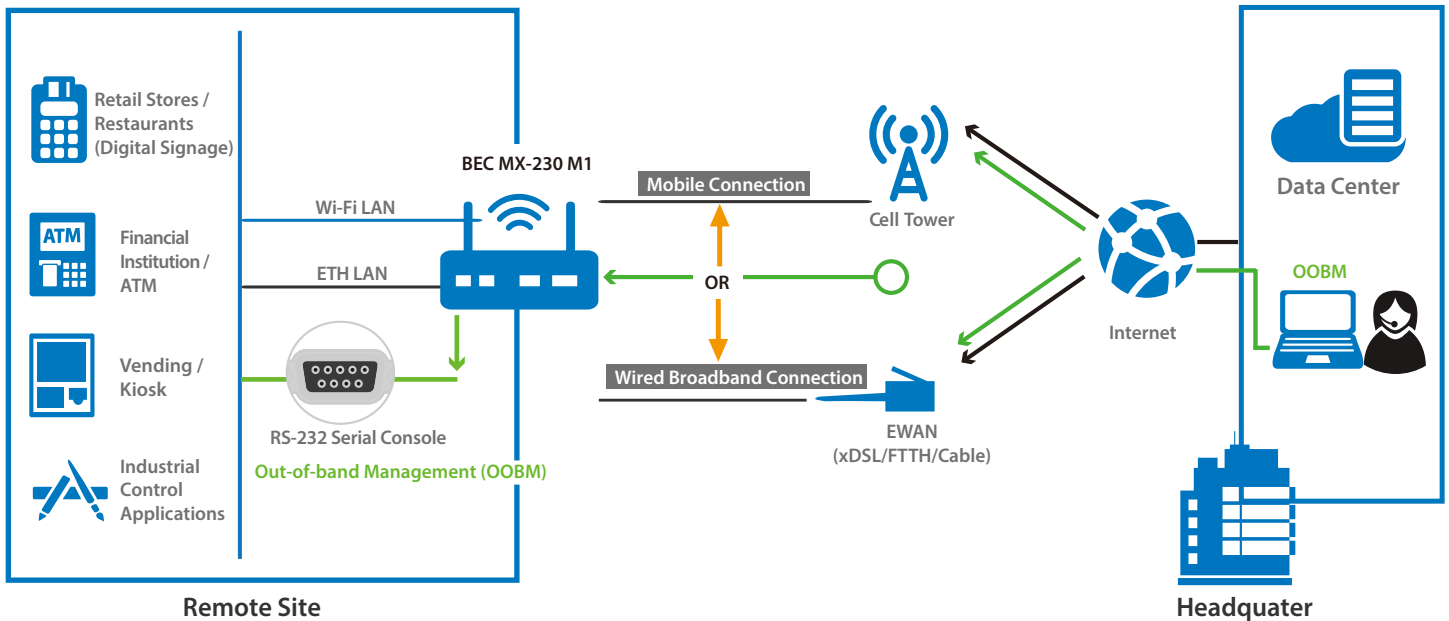 Retail Stores /
Restaurants
(Digital Signage)
ATM
Financial
Institution /
ATM
Vending /
Kiosk
Industrial
Control
Applications
Wi-Fi LAN
ETH LAN
BEC MX-230 M1
RS-232 Serial Console
Out-of-band Management (OOBM)
Remote Site
Mobile Connection
OR
Wired Broadband Connection
Cell Tower
EWAN
(xDSL/FTTH/Cable)
Internet
Data Center
OOBM
Headquater